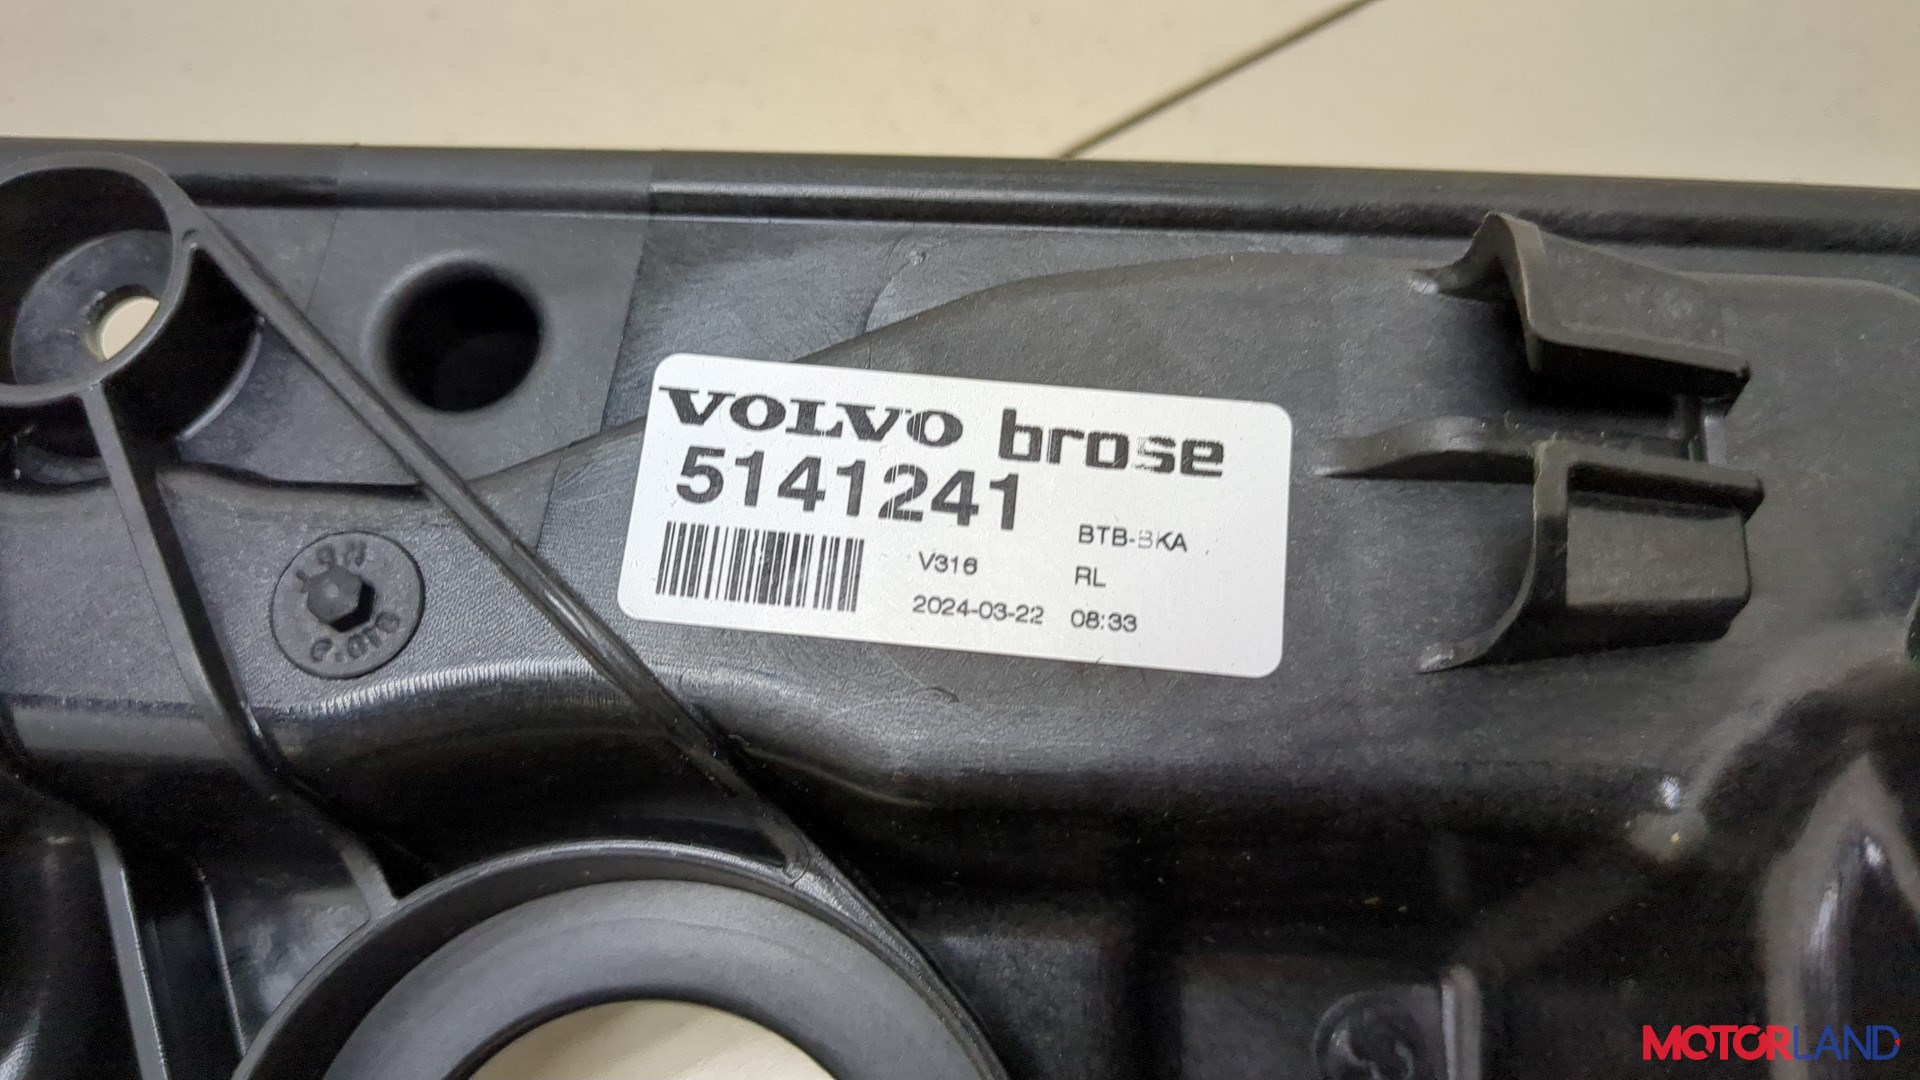 VOLVO brose
5141241
BTB-BKA
V316 RL
2024-03-22 08:33
MOTORLAND